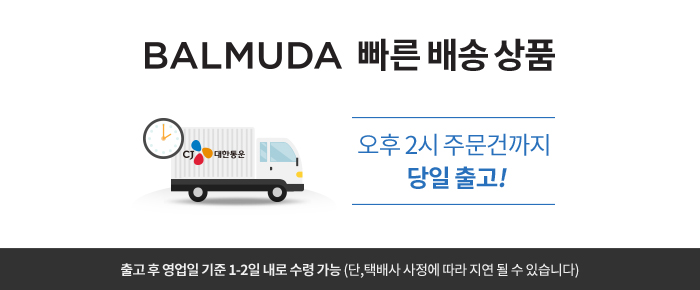 BALMUDA 빠른 배송 상품
CJ 대한통운
오후 2시 주문건까지
당일 출고!
출고 후 영업일 기준 1-2일 내로 수령 가능 (단,택배사 사정에 따라 지연 될 수 있습니다)